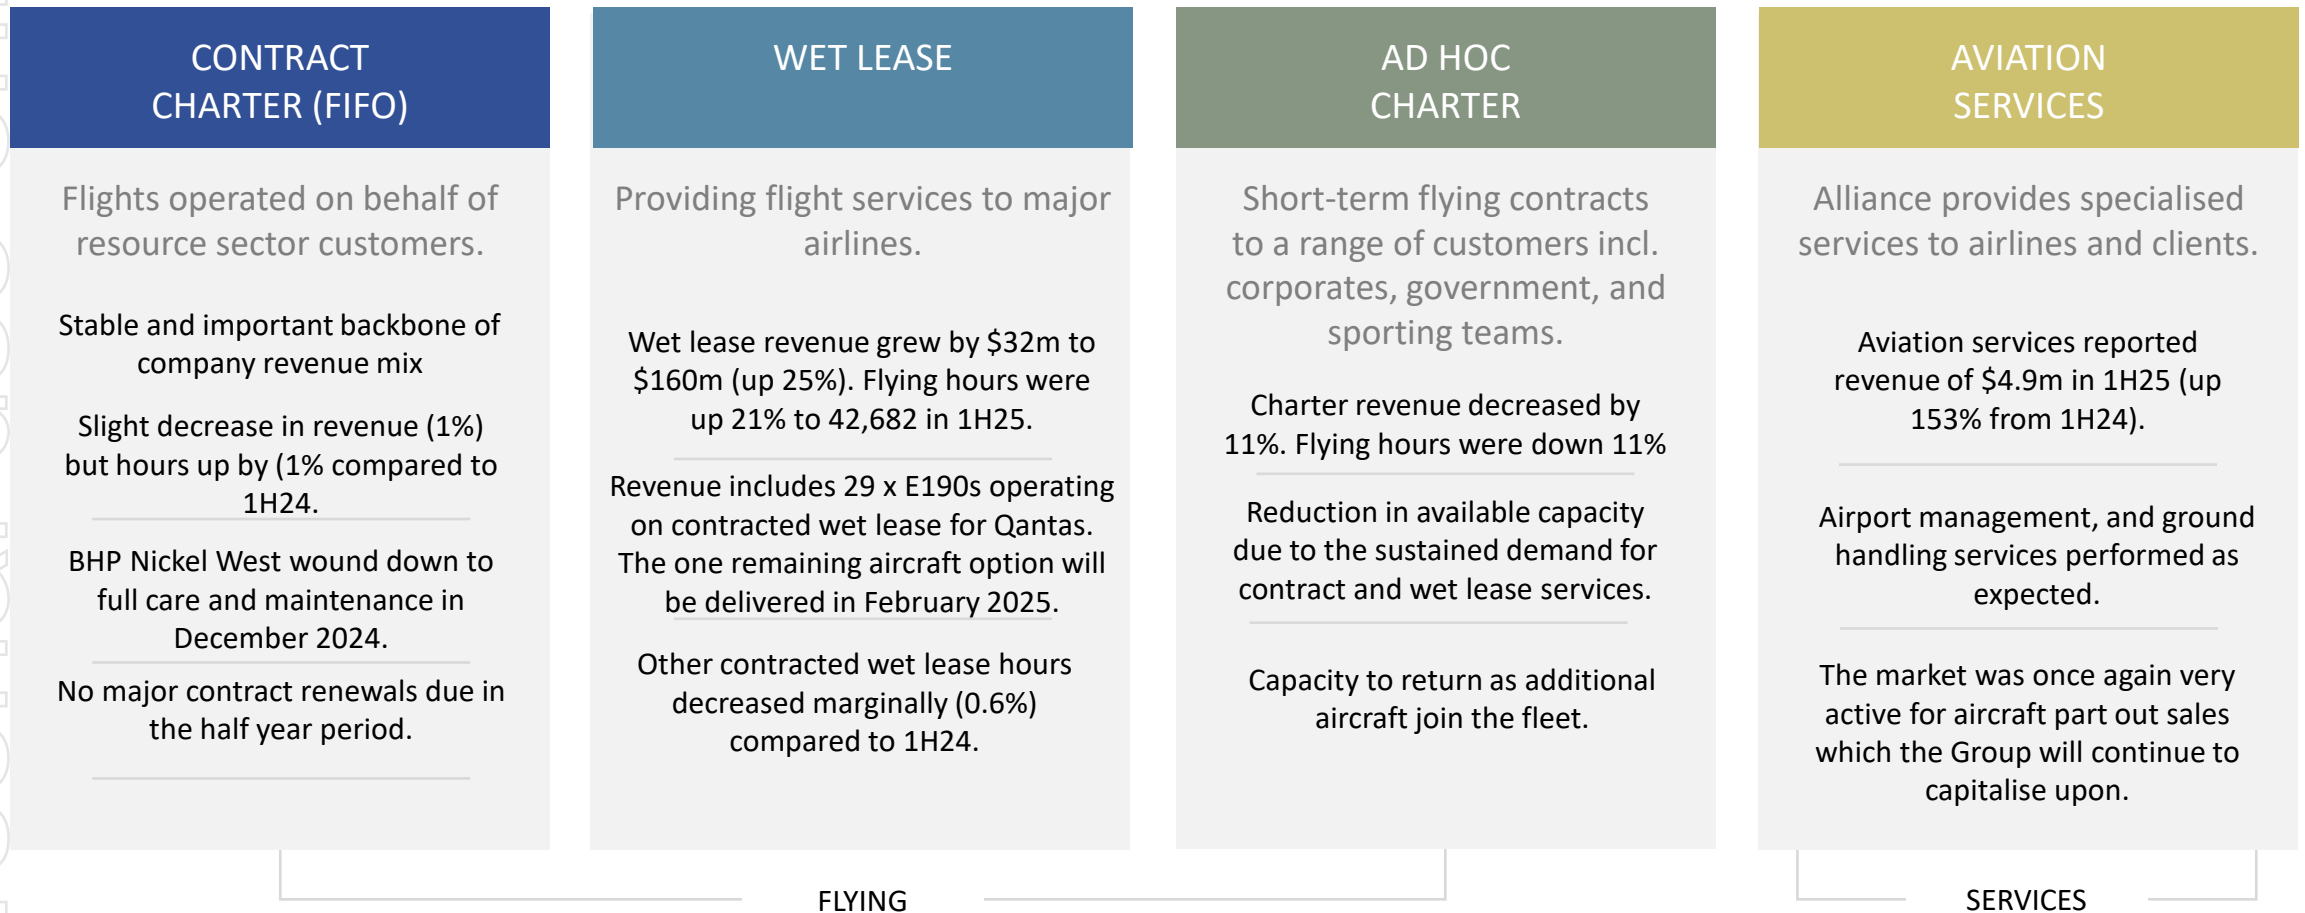 CONTRACT
CHARTER (FIFO)
Flights operated on behalf of
resource sector customers.
Stable and important backbone of
company revenue mix
Slight decrease in revenue (1%)
but hours up by (1% compared to
1H24.
BHP Nickel West wound down to
full care and maintenance in
December 2024.
No major contract renewals due in
the half year period.
WET LEASE
Providing flight services to major
airlines.
Wet lease revenue grew by $32m to
$160m (up 25%). Flying hours were
up 21% to 42,682 in 1H25.
Revenue includes 29 x E190s operating
on contracted wet lease for Qantas.
The one remaining aircraft option will
be delivered in February 2025.
Other contracted wet lease hours
decreased marginally (0.6%)
compared to 1H24.
AD HOC
CHARTER
Short-term flying contracts
to a range of customers incl.
corporates, government, and
sporting teams.
Charter revenue decreased by
11%. Flying hours were down 11%
Reduction in available capacity
due to the sustained demand for
contract and wet lease services.
Capacity to return as additional
aircraft join the fleet.
AVIATION
SERVICES
Alliance provides specialised
services to airlines and clients.
Aviation services reported
revenue of $4.9m in 1H25 (up
153% from 1H24).
Airport management, and ground
handling services performed as
expected.
The market was once again very
active for aircraft part out sales
which the Group will continue to
capitalise upon.
FLYING
SERVICES